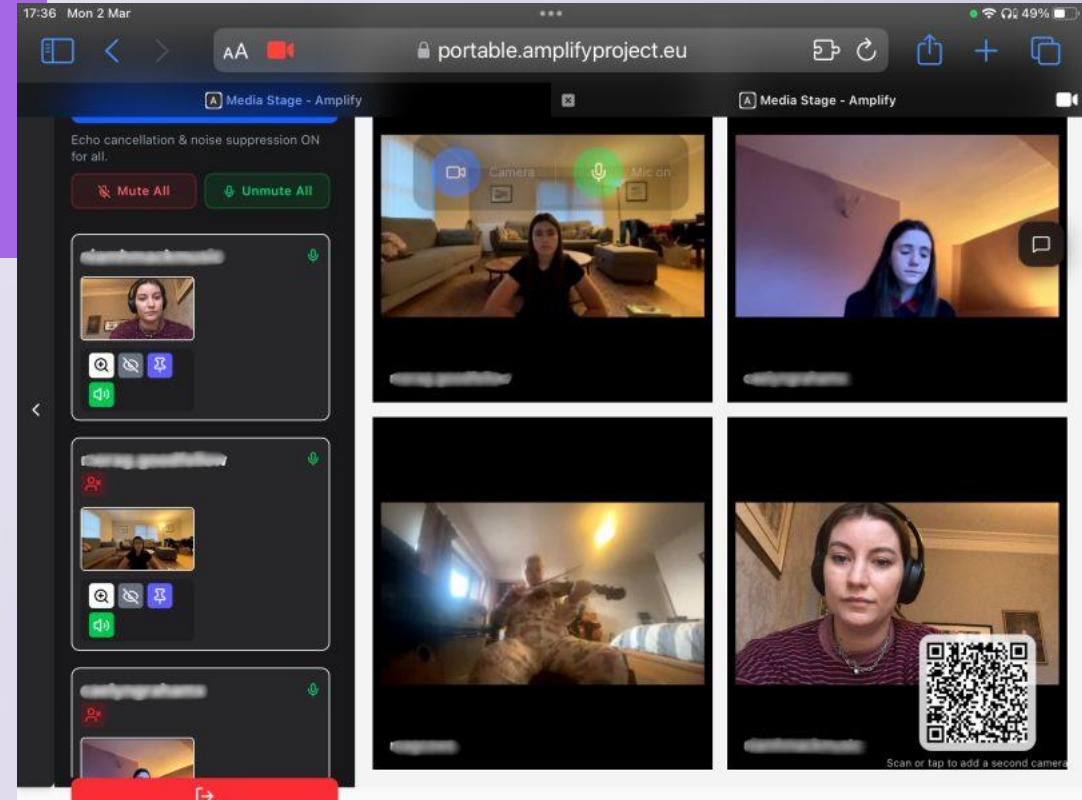 17:36 Mon 2 Mar
49%
AA
portable.amplifyproject.eu
A Media Stage - Amplify
A Media Stage - Amplify
Echo cancellation & noise suppression ON
for all.
Mute All
Unmute All
Camera
Mic on
Scan or tap to add a second camera